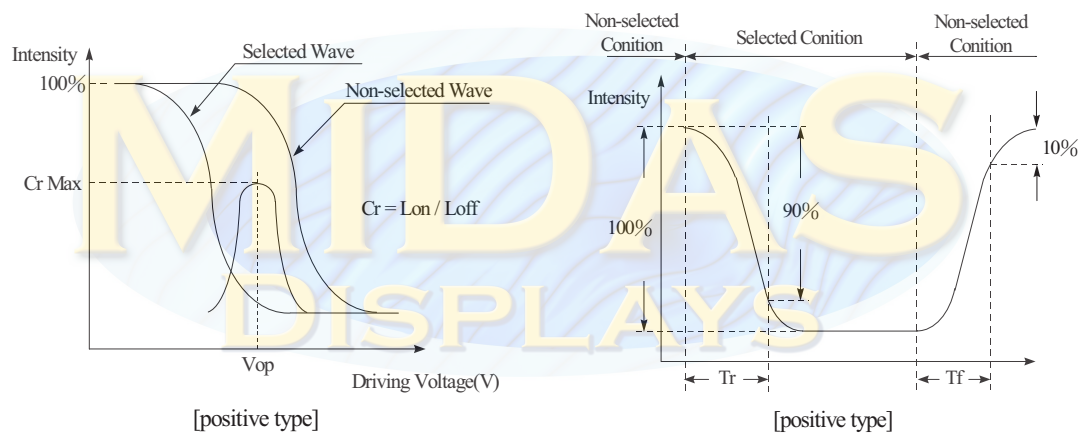 Intensity
100%
Selected Wave
Non-selected Wave
Cr Max
Cr = Lon / Loff
Vop
Driving Voltage(V)
[positive type]
Non-selected
Conition
Selected Conition
Non-selected
Conition
Intensity
10%
90%
100%
Tr
Tf
[positive type]
MIDAS
DISPLAYS